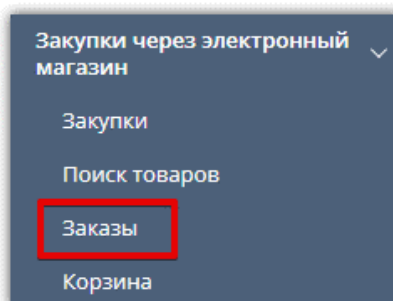 Закупки через электронный
магазин
Закупки
Поиск товаров
Заказы
Корзина